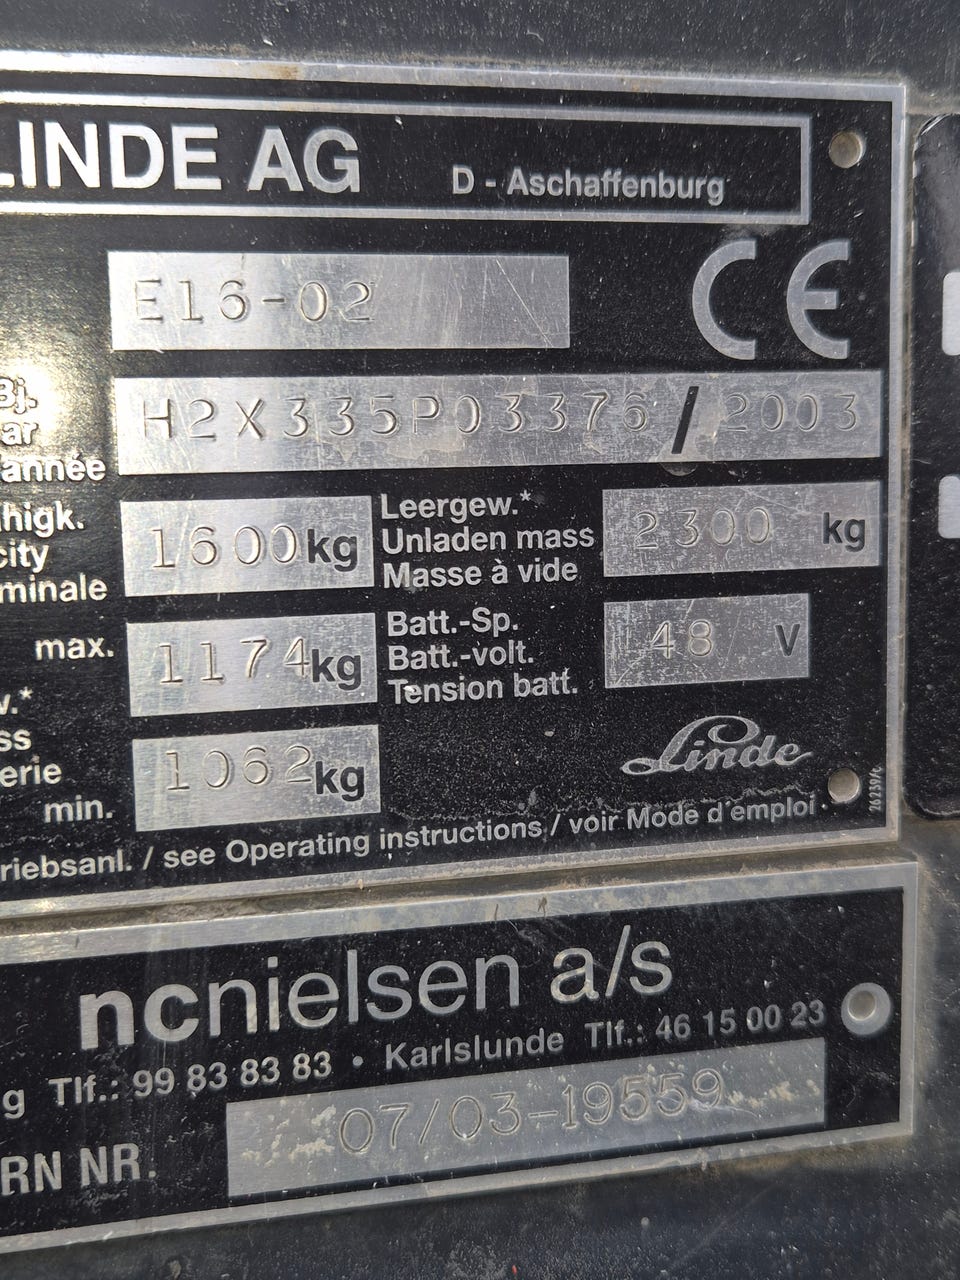 LINDE AG D - Aschaffenburg
E16-02
CE
Bj.
ar
année
H2X335P03376 / 2003
higk.
city
minale
1600 kg
Leergew.*
Unladen mass
Masse à vide
2300 kg
max.
1174 kg
Batt.-Sp.
Batt.-volt.
Tension batt.
48 V
v.*
ss
erie
min.
1062 kg
Linde
riebsanl. / see Operating instructions / voir Mode d'emploi
ncnielsen a/s
g Tlf.: 99 83 83 83 • Karlslunde Tlf.: 46 15 00 23
RN NR.
07/03-19559